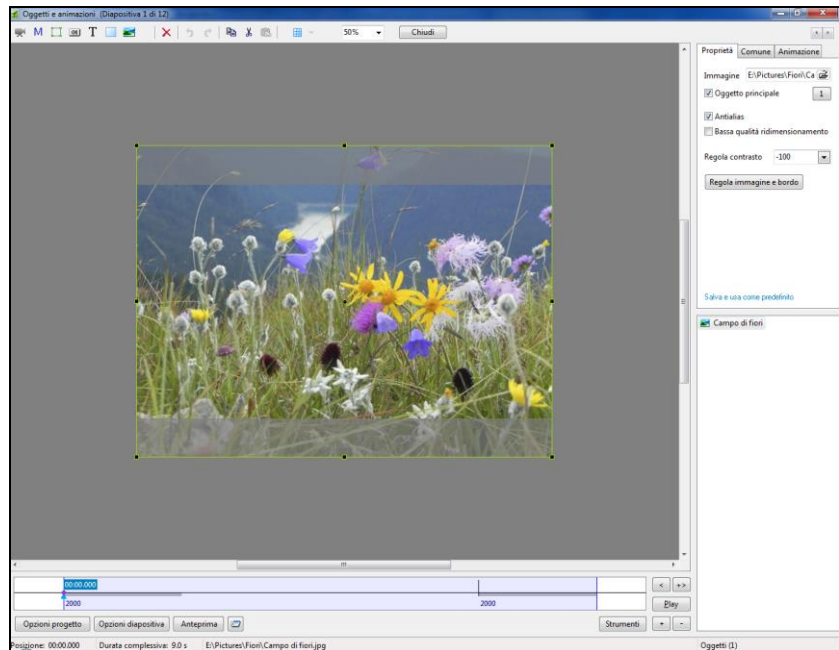 Oggetti e animazioni (Diapositiva 1 di 12)
M T 50% Chiudi
Proprietà Comune Animazione
Immagine E:\Pictures\Fiori\Ca
Oggetto principale 1
Antialias
Bassa qualità ridimensionamento
Regola contrasto -100
Regola immagine e bordo
Salva e usa come predefinito
Campo di fiori
00:00.000
2000 2000
Play
Opzioni progetto Opzioni diapositiva Anteprima Strumenti + -
Posizione: 00:00.000 Durata complessiva: 9.0 s E:\Pictures\Fiori\Campo di fiori.jpg Oggetti (1)